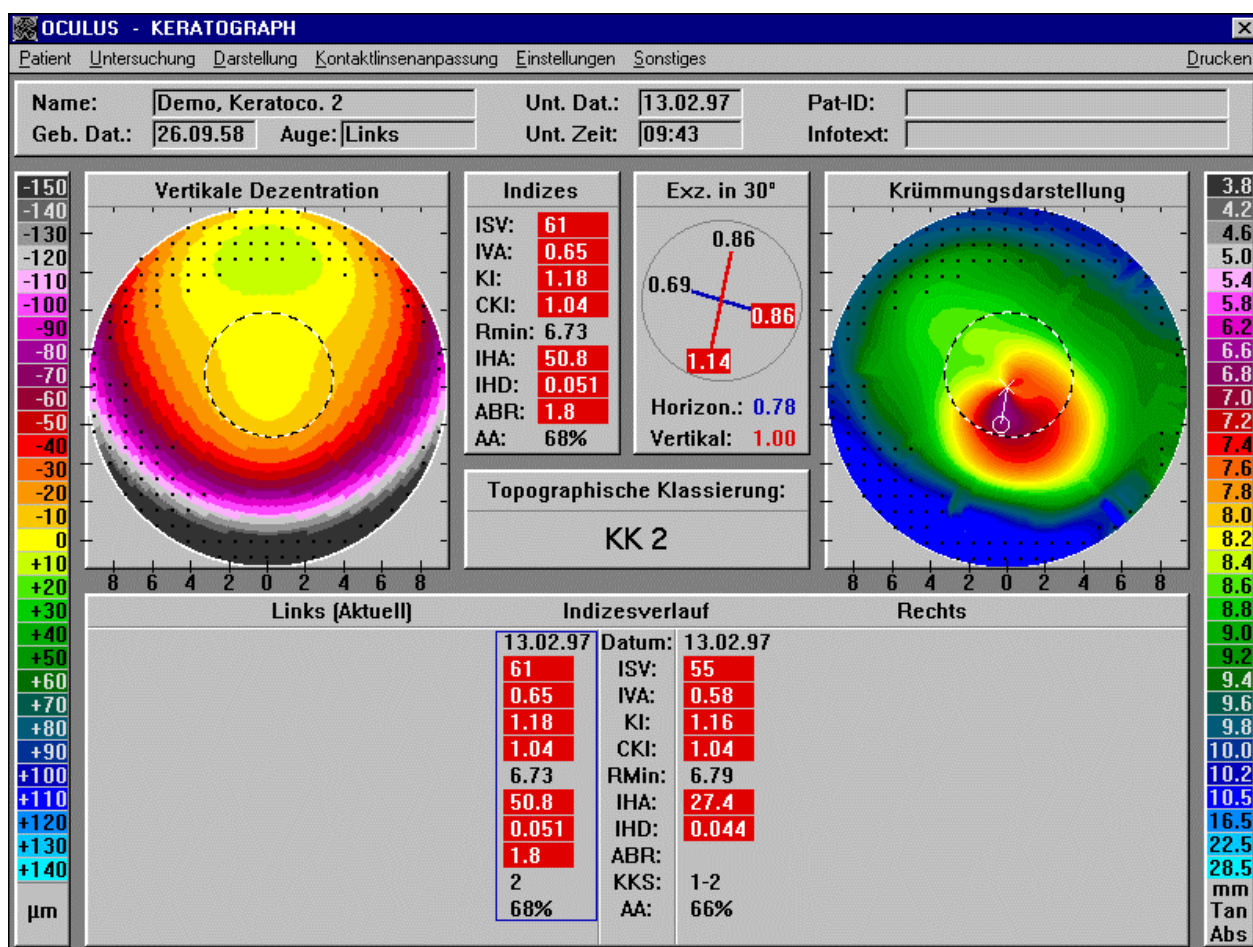 OCULUS - KERATOGRAPH
Patient Untersuchung Darstellung Kontaktlinsenanpassung Einstellungen Sonstiges Drucken
Name: Demo, Keratoco. 2 Unt. Dat.: 13.02.97 Pat-ID:
Geb. Dat.: 26.09.58 Auge: Links Unt. Zeit: 09:43 Infotext:
-150
-140
-130
-120
-110
-100
-90
-80
-70
-60
-50
-40
-30
-20
-10
0
+10
+20
+30
+40
+50
+60
+70
+80
+90
+100
+110
+120
+130
+140
µm
Vertikale Dezentration
8 6 4 2 0 2 4 6 8
Indizes
ISV: 61
IVA: 0.65
KI: 1.18
CKI: 1.04
Rmin: 6.73
IHA: 50.8
IHD: 0.051
ABR: 1.8
AA: 68%
Exz. in 30°
0.86
0.69
0.86
1.14
Horizon.: 0.78
Vertikal: 1.00
Topographische Klassierung:
KK 2
Krümmungsdarstellung
8 6 4 2 0 2 4 6 8
3.8
4.2
4.6
5.0
5.4
5.8
6.2
6.6
6.8
7.0
7.2
7.4
7.6
7.8
8.0
8.2
8.4
8.6
8.8
9.0
9.2
9.4
9.6
9.8
10.0
10.2
10.5
16.5
22.5
28.5
mm
Tan
Abs
Links (Aktuell) Indizesverlauf Rechts
13.02.97 Datum: 13.02.97
61 ISV: 55
0.65 IVA: 0.58
1.18 KI: 1.16
1.04 CKI: 1.04
6.73 RMin: 6.79
50.8 IHA: 27.4
0.051 IHD: 0.044
1.8 ABR:
2 KKS: 1-2
68% AA: 66%